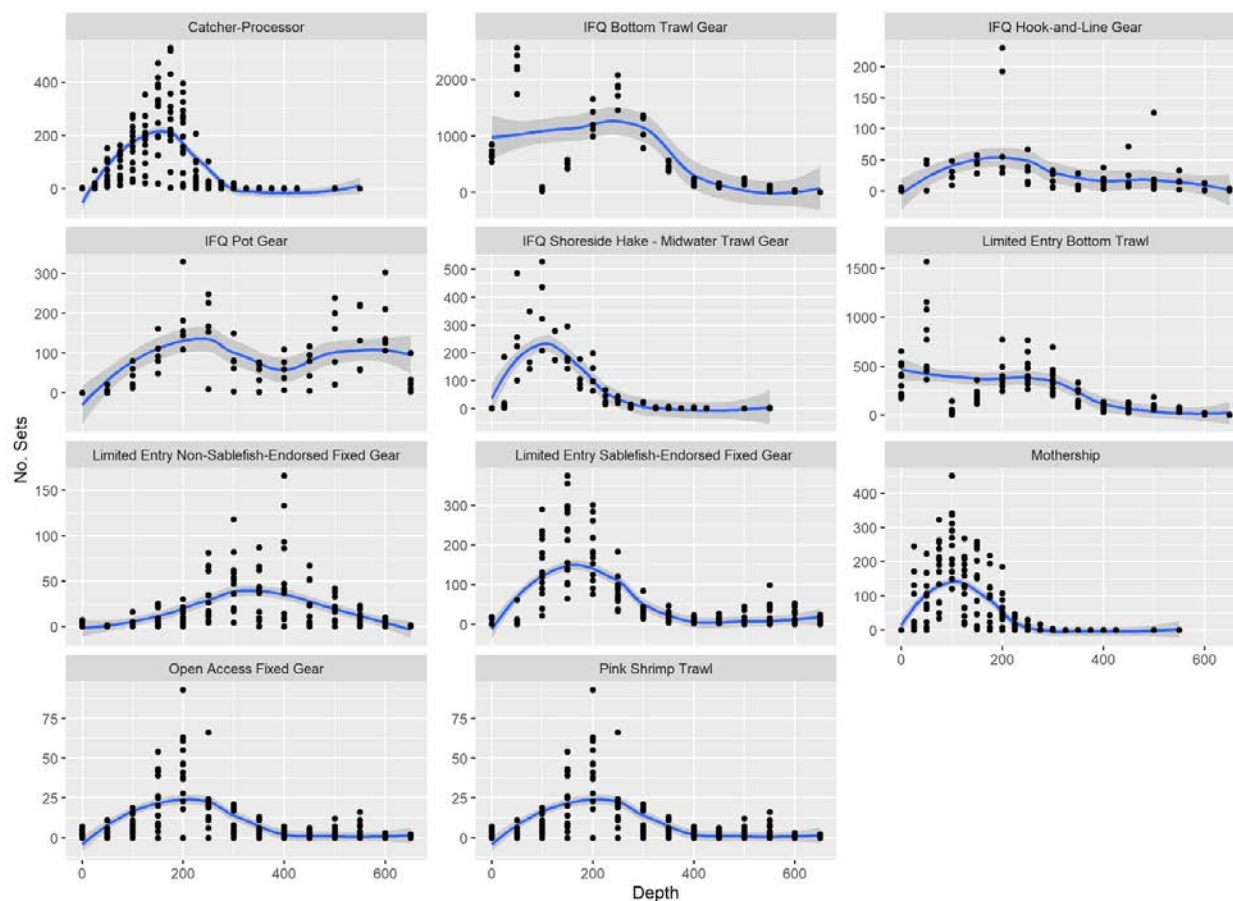 Catcher-Processor
IFQ Bottom Trawl Gear
IFQ Hook-and-Line Gear
400
200
0
2000
1000
0
200
150
100
50
0
IFQ Pot Gear
IFQ Shoreside Hake - Midwater Trawl Gear
Limited Entry Bottom Trawl
300
200
100
0
500
400
300
200
100
0
1500
1000
500
0
No. Sets
Limited Entry Non-Sablefish-Endorsed Fixed Gear
Limited Entry Sablefish-Endorsed Fixed Gear
Mothership
150
100
50
0
300
200
100
0
400
300
200
100
0
0 200 400 600
Open Access Fixed Gear
Pink Shrimp Trawl
75
50
25
0
75
50
25
0
0 200 400 600
0 200 400 600
Depth